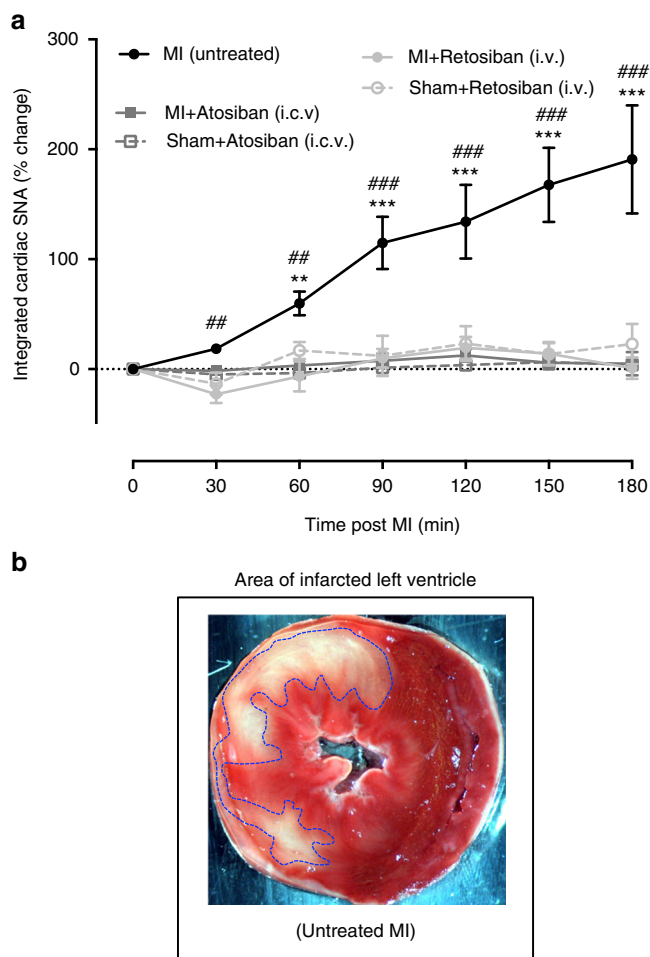 a
300
200
100
0
Integrated cardiac SNA (% change)
MI (untreated)
MI+Atosiban (i.c.v)
Sham+Atosiban (i.c.v.)
MI+Retosiban (i.v.)
Sham+Retosiban (i.v.)
##
##
**
###
***
###
***
###
***
###
***
0 30 60 90 120 150 180
Time post MI (min)
b
Area of infarcted left ventricle
(Untreated MI)